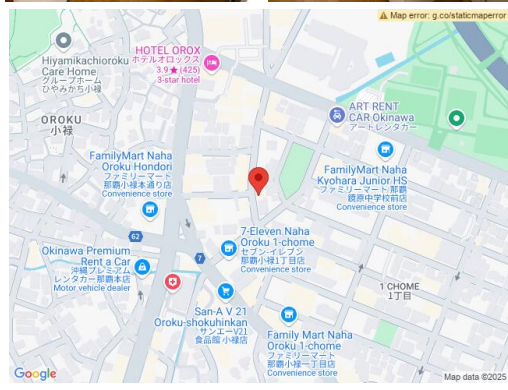 Map error: g.co/staticmaperror
HOTEL OROX
ホテルオロックス
3.9★(425)
3-star hotel
Hiyamikachioroku
Care Home
グループホーム
ひやみかち小禄
ART RENT
CAR Okinawa
アートレンタカー
OROKU
小禄
FamilyMart Naha
Oroku Hondori
ファミリーマート
那覇小禄本通り店
Convenience store
FamilyMart Naha
Kyohara Junior HS
ファミリーマート 那覇
鏡原中学校前店
Convenience store
62
7
7-Eleven Naha
Oroku 1-chome
セブン-イレブン
那覇小禄1丁目店
Convenience store
Okinawa Premium
Rent a Car
沖縄プレミアム
レンタカー那覇本店
Motor vehicle dealer
1 CHOME
1丁目
San-A V 21
Oroku-shokuhinkan
サンエーV21
食品館 小禄店
Family Mart Naha
Oroku 1-chome
ファミリーマート
那覇小禄一丁目店
Convenience store
Google
Map data ©2025